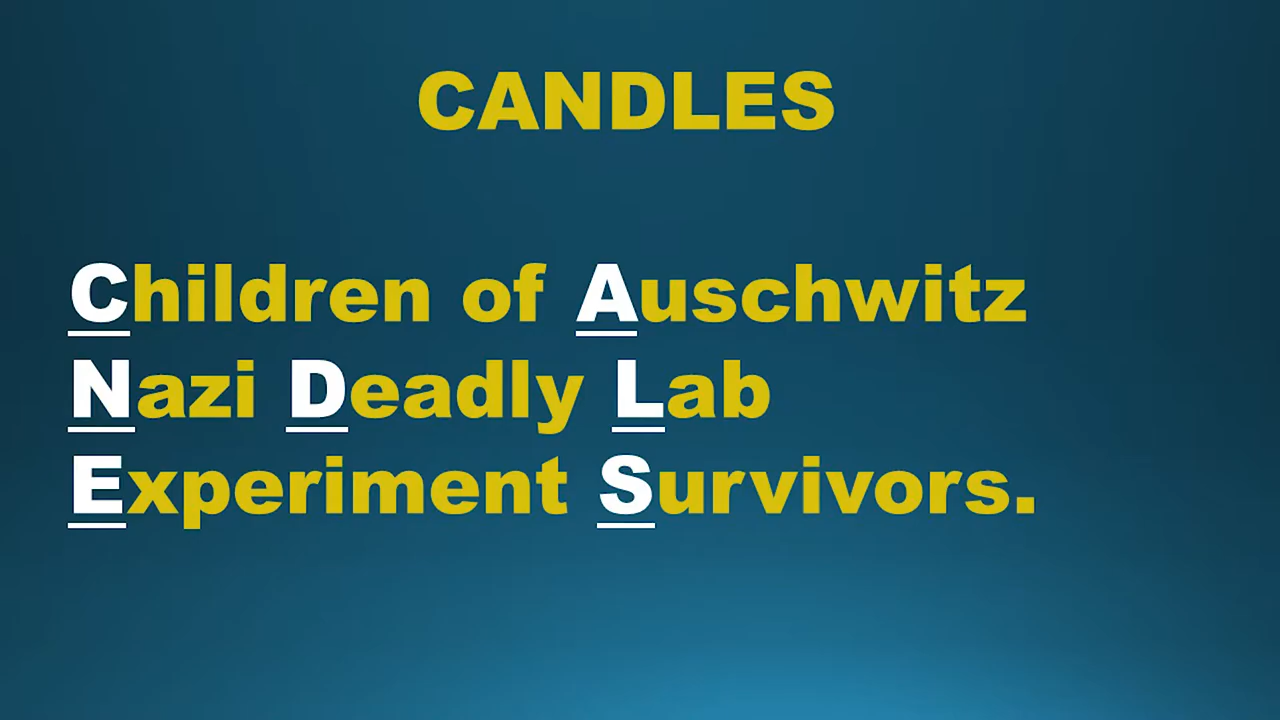 CANDLES
Children of Auschwitz
Nazi Deadly Lab
Experiment Survivors.